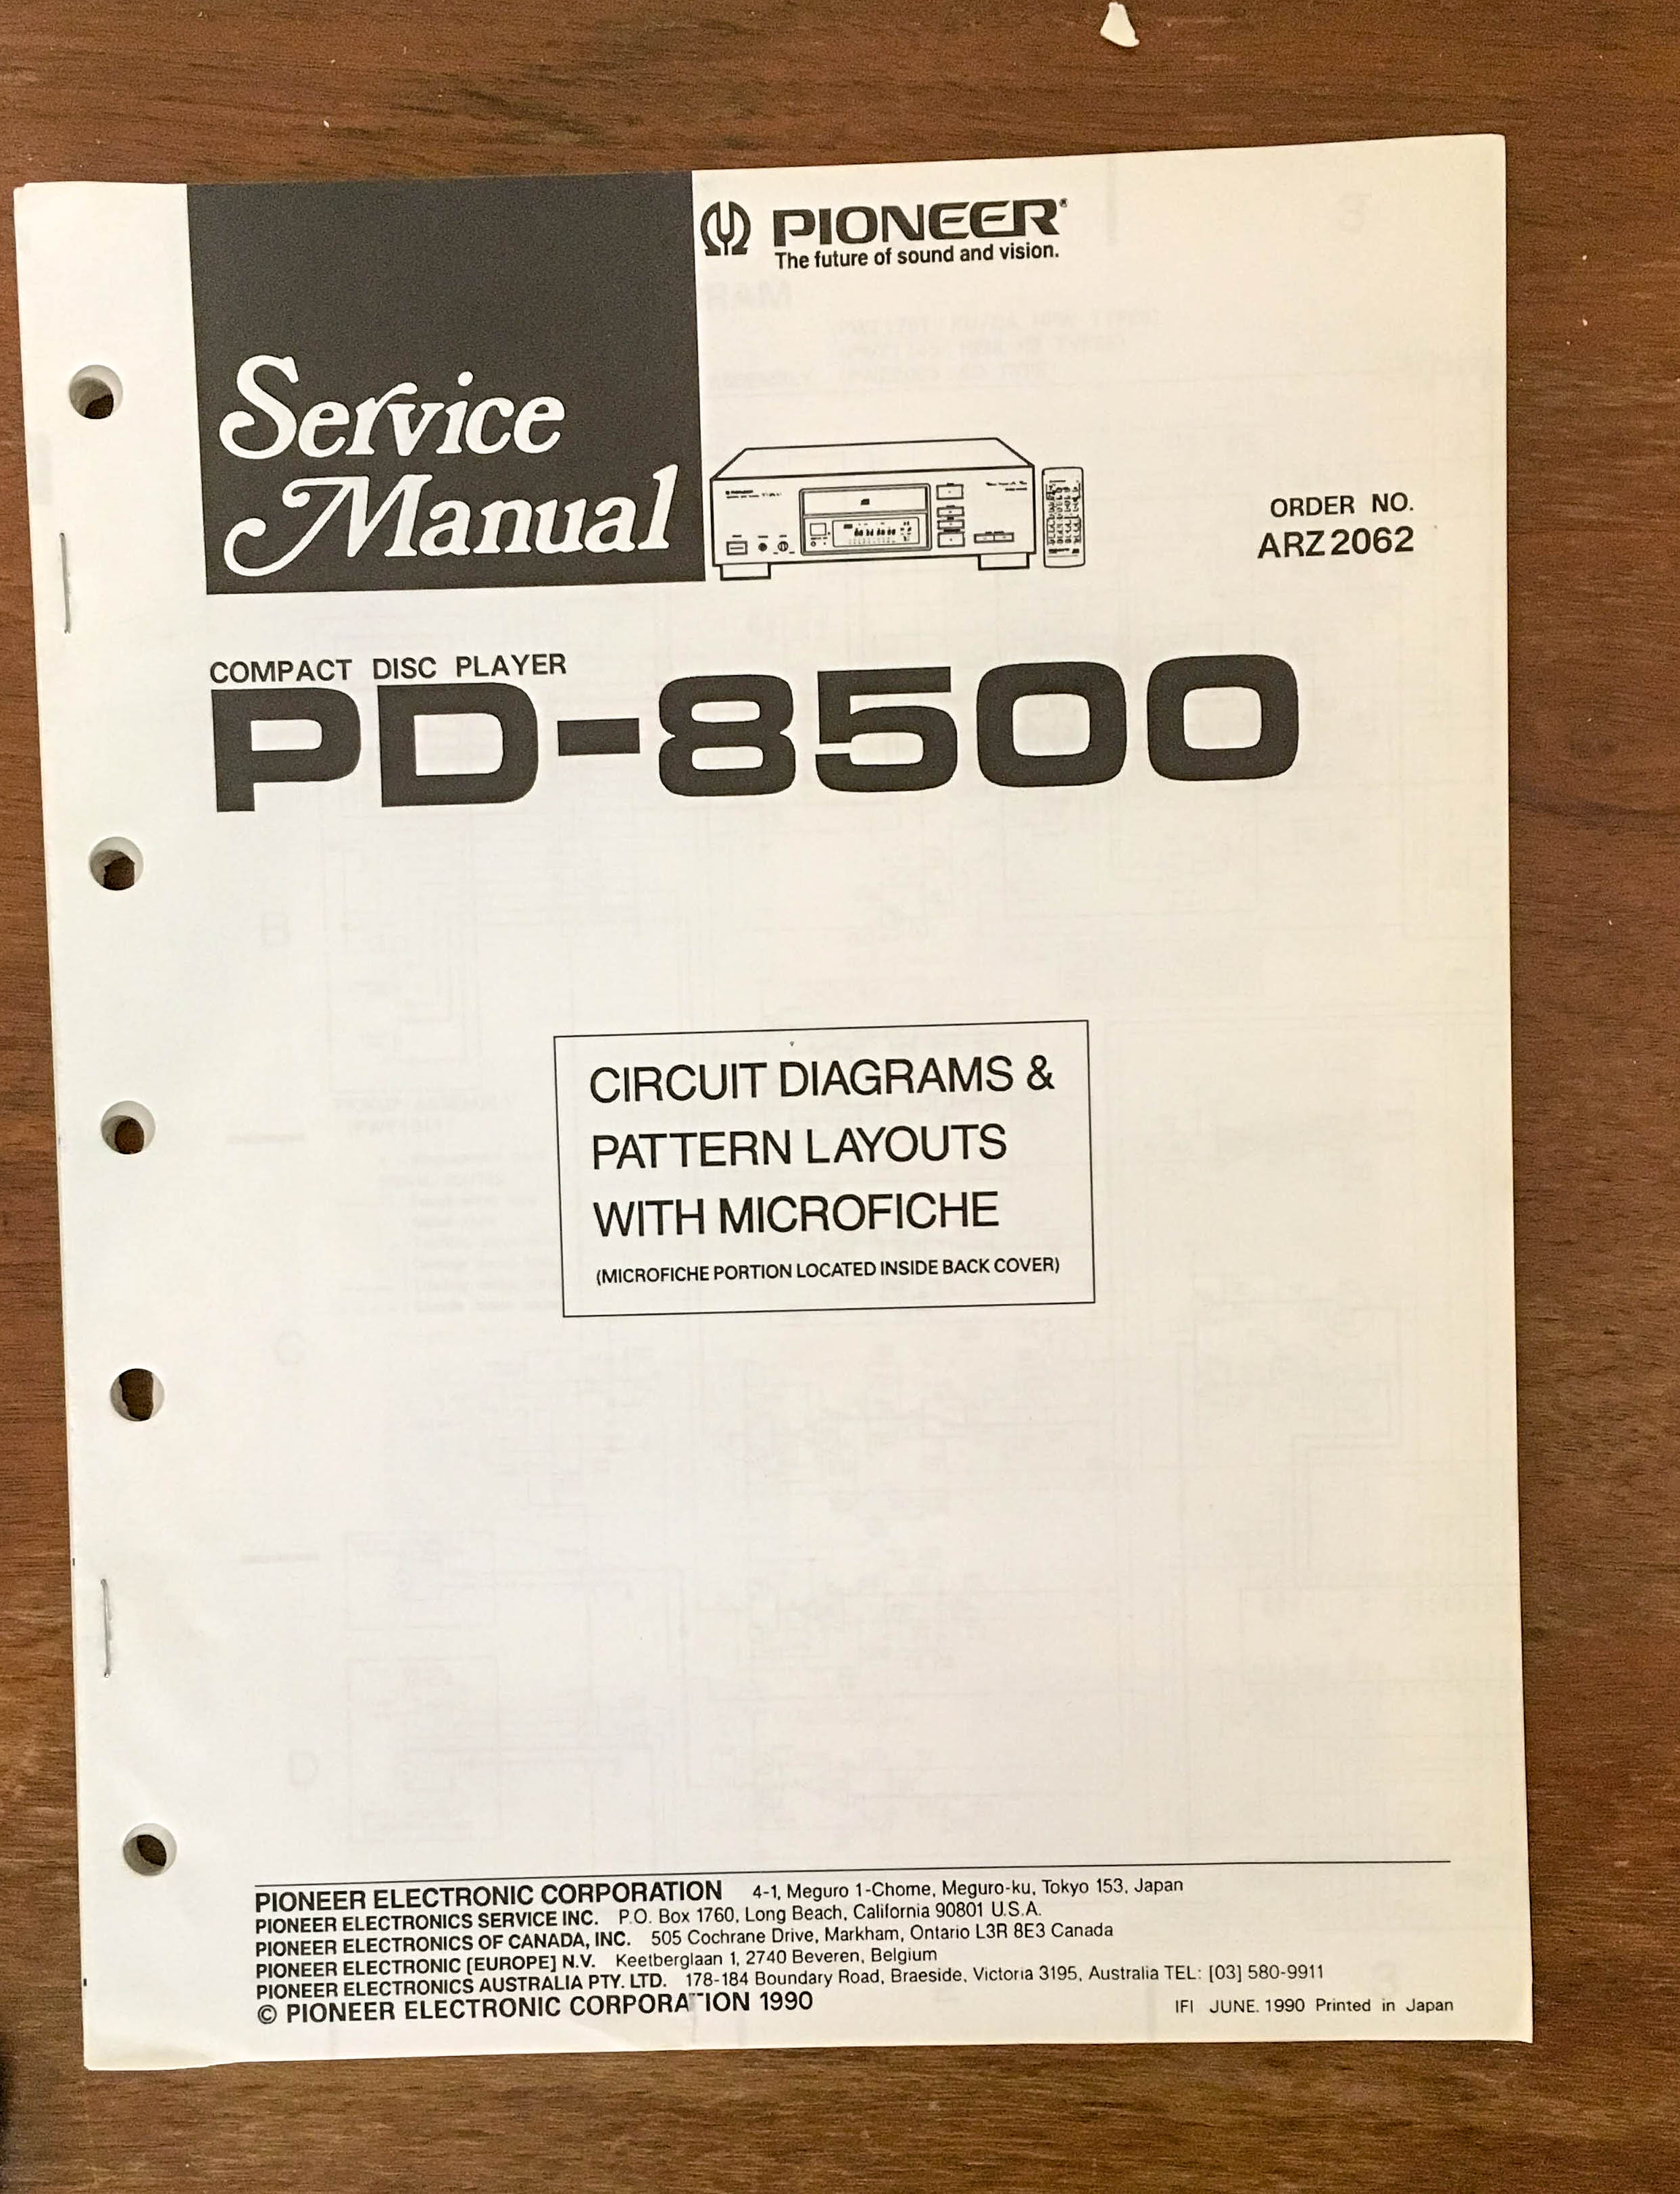 PIONEER®
The future of sound and vision.
Service
Manual
ORDER NO.
ARZ2062
COMPACT DISC PLAYER
PD-8500
CIRCUIT DIAGRAMS &
PATTERN LAYOUTS
WITH MICROFICHE
(MICROFICHE PORTION LOCATED INSIDE BACK COVER)
PIONEER ELECTRONIC CORPORATION 4-1, Meguro 1-Chome, Meguro-ku, Tokyo 153, Japan
PIONEER ELECTRONICS SERVICE INC. P.O. Box 1760, Long Beach, California 90801 U.S.A.
PIONEER ELECTRONICS OF CANADA, INC. 505 Cochrane Drive, Markham, Ontario L3R 8E3 Canada
PIONEER ELECTRONIC [EUROPE] N.V. Keetberglaan 1, 2740 Beveren, Belgium
PIONEER ELECTRONICS AUSTRALIA PTY. LTD. 178-184 Boundary Road, Braeside, Victoria 3195, Australia TEL: [03] 580-9911
© PIONEER ELECTRONIC CORPORATION 1990
IFI JUNE. 1990 Printed in Japan